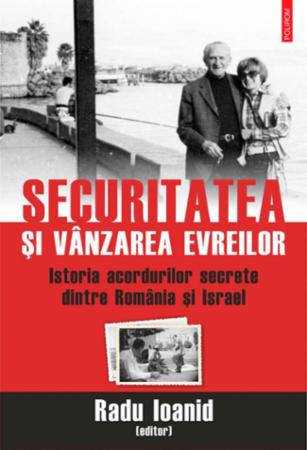 POLIROM
SECURITATEA
ŞI VÂNZAREA EVREILOR
Istoria acordurilor secrete
dintre România şi Israel
Radu Ioanid
(editor)